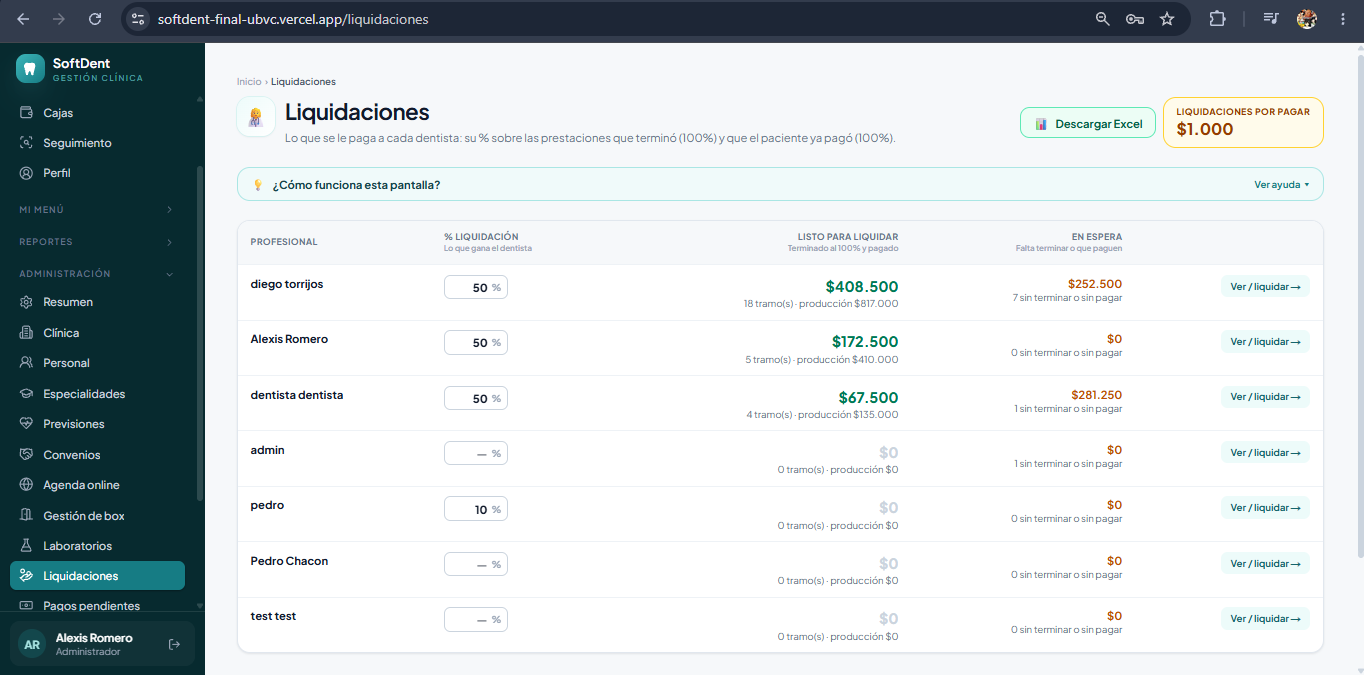 softdent-final-ubvc.vercel.app/liquidaciones
SoftDent
GESTIÓN CLÍNICA
Cajas
Seguimiento
Perfil
MI MENÚ
REPORTES
ADMINISTRACIÓN
Resumen
Clínica
Personal
Especialidades
Previsiones
Convenios
Agenda online
Gestión de box
Laboratorios
Liquidaciones
Pagos pendientes
AR
Alexis Romero
Administrador
Inicio › Liquidaciones
Liquidaciones
Lo que se le paga a cada dentista: su % sobre las prestaciones que terminó (100%) y que el paciente ya pagó (100%).
Descargar Excel
LIQUIDACIONES POR PAGAR
$1.000
¿Cómo funciona esta pantalla?
Ver ayuda ▾
PROFESIONAL % LIQUIDACIÓN LISTO PARA LIQUIDAR EN ESPERA
Lo que gana el dentista Terminado al 100% y pagado Falta terminar o que paguen
diego torrijos 50 % $408.500 $252.500 Ver / liquidar→
18 tramo(s) · producción $817.000 7 sin terminar o sin pagar
Alexis Romero 50 % $172.500 $0 Ver / liquidar→
5 tramo(s) · producción $410.000 0 sin terminar o sin pagar
dentista dentista 50 % $67.500 $281.250 Ver / liquidar→
4 tramo(s) · producción $135.000 1 sin terminar o sin pagar
admin — % $0 $0 Ver / liquidar→
0 tramo(s) · producción $0 1 sin terminar o sin pagar
pedro 10 % $0 $0 Ver / liquidar→
0 tramo(s) · producción $0 0 sin terminar o sin pagar
Pedro Chacon — % $0 $0 Ver / liquidar→
0 tramo(s) · producción $0 0 sin terminar o sin pagar
test test — % $0 $0 Ver / liquidar→
0 tramo(s) · producción $0 0 sin terminar o sin pagar